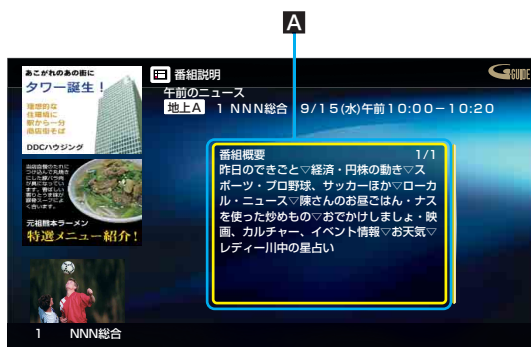 A
あこがれのあの街に
タワー誕生!
理想的な
住環境に
駅から一分
商店街そば
DDCハウジング
番組説明
GGUIDE
午前のニュース
地上A 1 NNN総合 9/15(水)午前10:00-10:20
番組概要 1/1
昨日のできごと▽経済・円株の動き▽ス
ポーツ・プロ野球、サッカーほか▽ローカ
ル・ニュース▽陳さんのお昼ごはん・ナス
を使った炒めもの▽おでかけしましょ・映
画、カルチャー、イベント情報▽お天気▽
レディー川中の星占い
元祖熊本ラーメン
特選メニュー紹介!
1 NNN総合